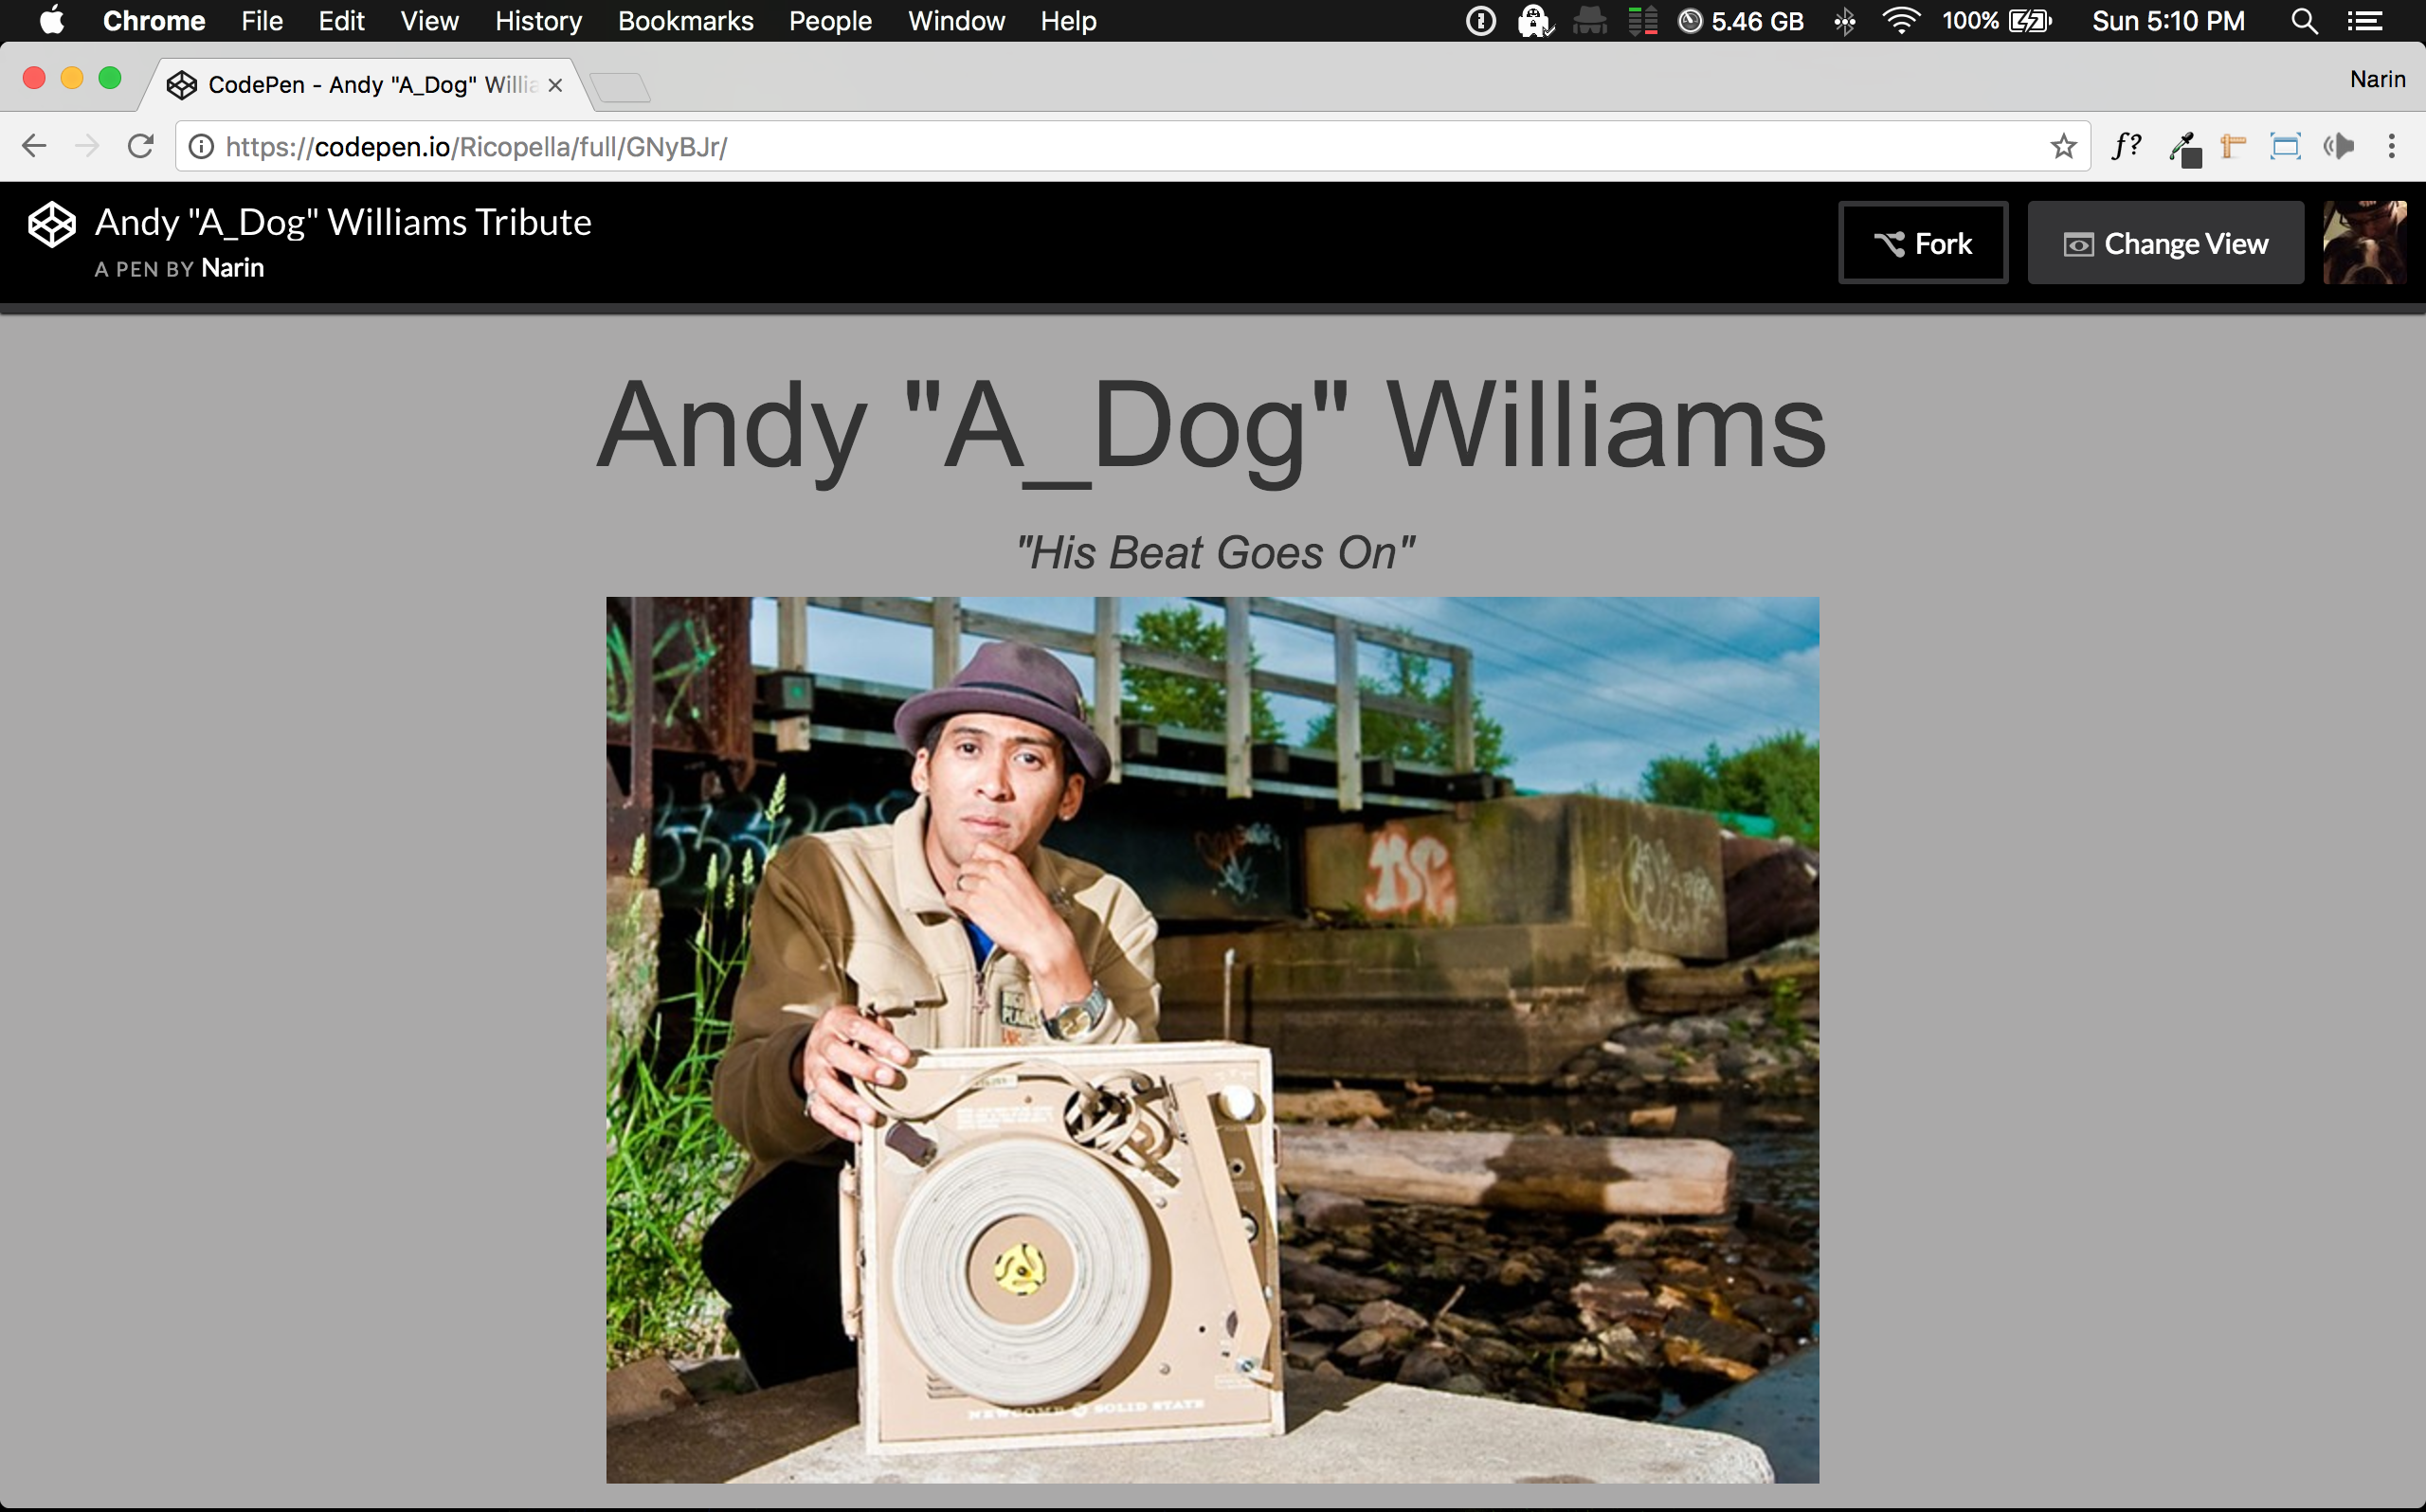 Chrome File Edit View History Bookmarks People Window Help 5.46 GB 100% Sun 5:10 PM
CodePen - Andy "A_Dog" Willia Narin
https://codepen.io/Ricopella/full/GNyBJr/ f?
Andy "A_Dog" Williams Tribute
A PEN BY Narin
Fork Change View
Andy "A_Dog" Williams
"His Beat Goes On"
NEWCOMB SOLID STATE